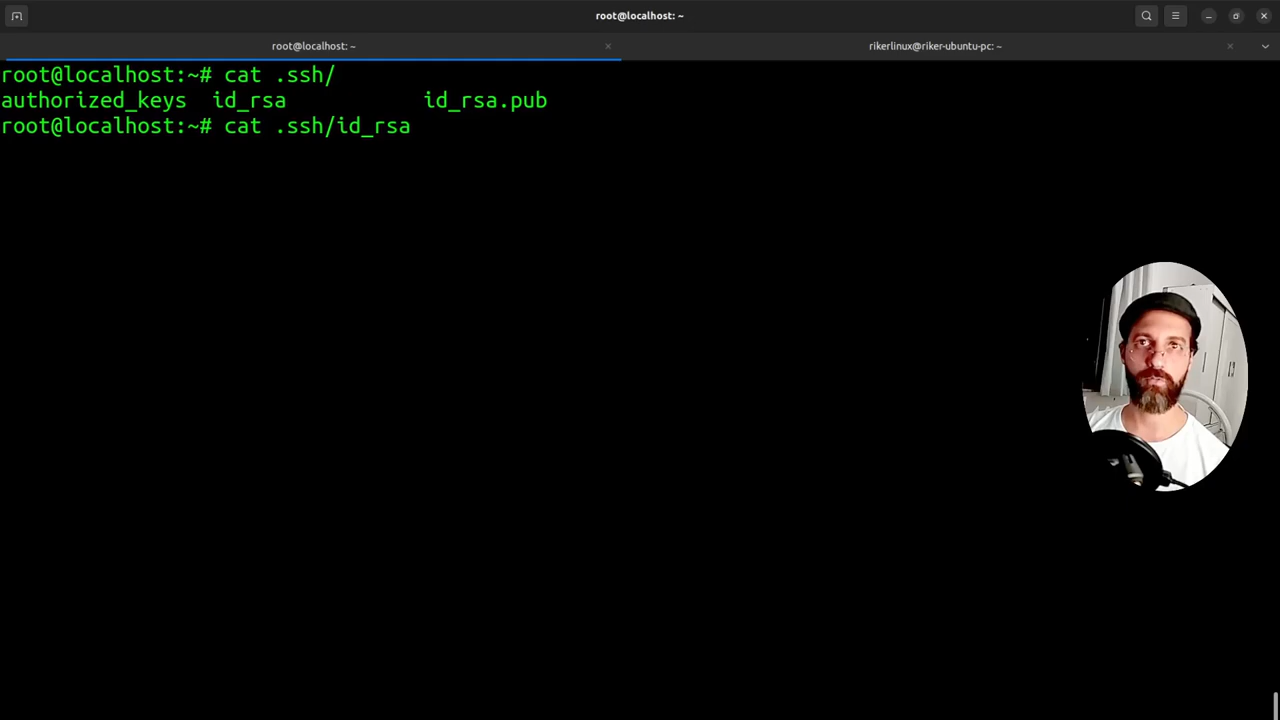 root@localhost: ~
root@localhost: ~
rikerlinux@riker-ubuntu-pc: ~
root@localhost:~# cat .ssh/
authorized_keys  id_rsa           id_rsa.pub
root@localhost:~# cat .ssh/id_rsa